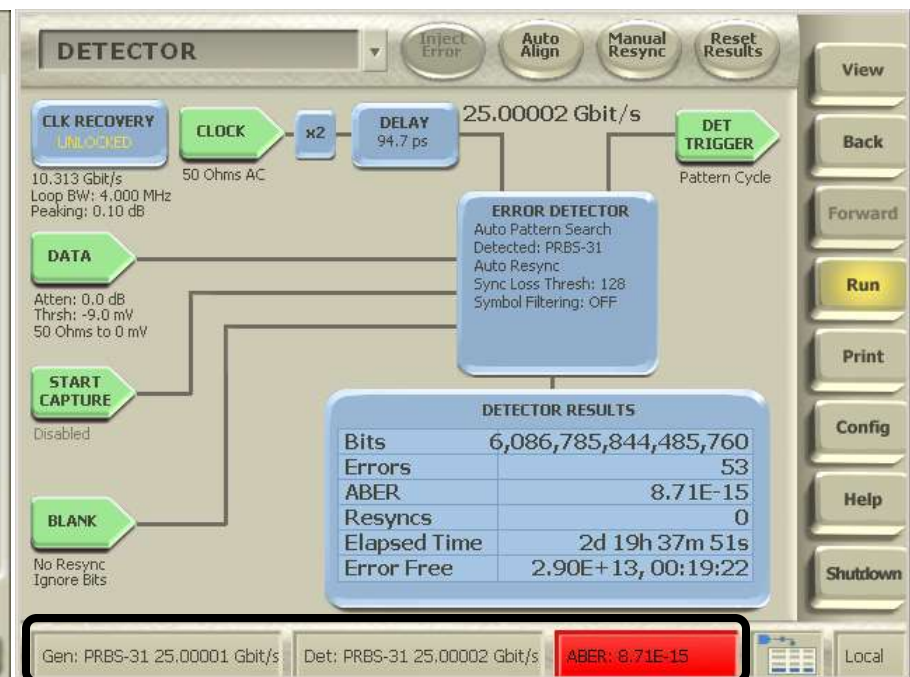 DETECTOR
Inject Error
Auto Align
Manual Resync
Reset Results
View
CLK RECOVERY
UNLOCKED
10.313 Gbit/s
Loop BW: 4.000 MHz
Peaking: 0.10 dB
CLOCK
50 Ohms AC
x2
DELAY
94.7 ps
25.00002 Gbit/s
DET TRIGGER
Pattern Cycle
Back
ERROR DETECTOR
Auto Pattern Search
Detected: PRBS-31
Auto Resync
Sync Loss Thresh: 128
Symbol Filtering: OFF
Forward
DATA
Atten: 0.0 dB
Thrsh: -9.0 mV
50 Ohms to 0 mV
Run
Print
START CAPTURE
Disabled
DETECTOR RESULTS
Bits 6,086,785,844,485,760
Errors 53
ABER 8.71E-15
Resyncs 0
Elapsed Time 2d 19h 37m 51s
Error Free 2.90E+13, 00:19:22
Config
Help
BLANK
No Resync
Ignore Bits
Shutdown
Gen: PRBS-31 25.00001 Gbit/s
Det: PRBS-31 25.00002 Gbit/s
ABER: 8.71E-15
Local